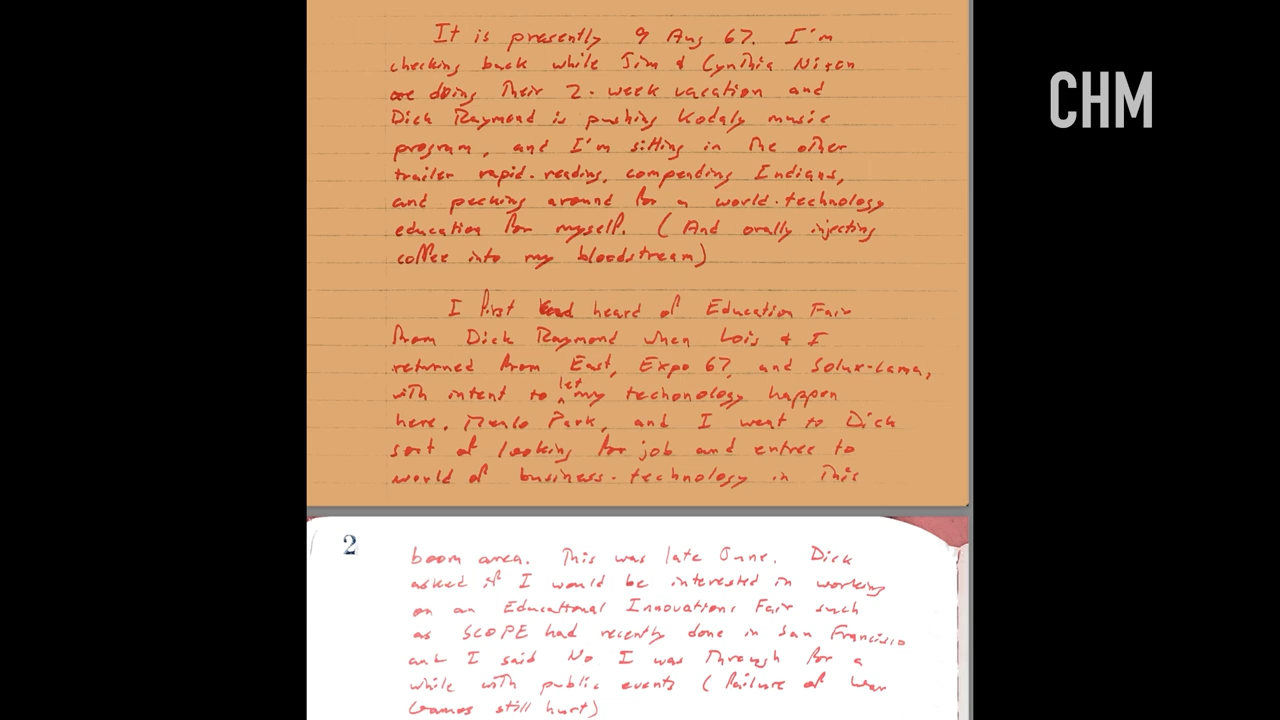 It is presently 9 Aug 67. I'm
checking back while Jim & Cynthia Nixon
are doing their 2-week vacation and
Dick Raymond is pushing Kodaly music
program, and I'm sitting in the other
trailer rapid-reading, compending Indians,
and pecking around for a world-technology
education for myself. (And orally injecting
coffee into my bloodstream)
I first heard of Education Fair
from Dick Raymond when Lois & I
returned from East, Expo 67, and Solux-Lama,
with intent to let my techonology happen
here, Menlo Park, and I went to Dick
sort of looking for job and entree to
world of business-technology in this
CHM
2
boom area. This was late June. Dick
asked if I would be interested in working
on an Educational Innovations Fair such
as SCOPE had recently done in San Francisco
and I said No I was through for a
while with public events (failure of War
Games still hurt)